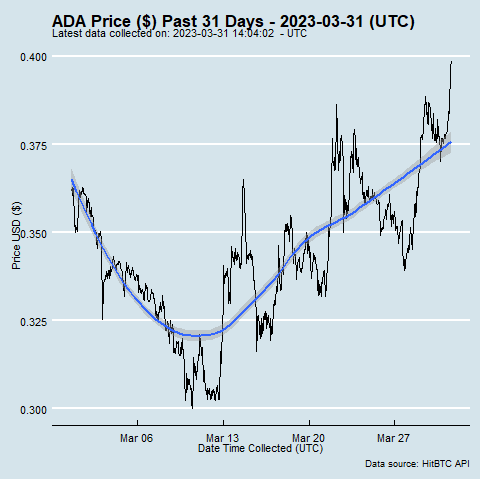 ADA Price ($) Past 31 Days - 2023-03-31 (UTC)
Latest data collected on: 2023-03-31 14:04:02 - UTC
0.400
0.375
0.350
0.325
0.300
Price USD ($)
Mar 06 Mar 13 Mar 20 Mar 27
Date Time Collected (UTC)
Data source: HitBTC API